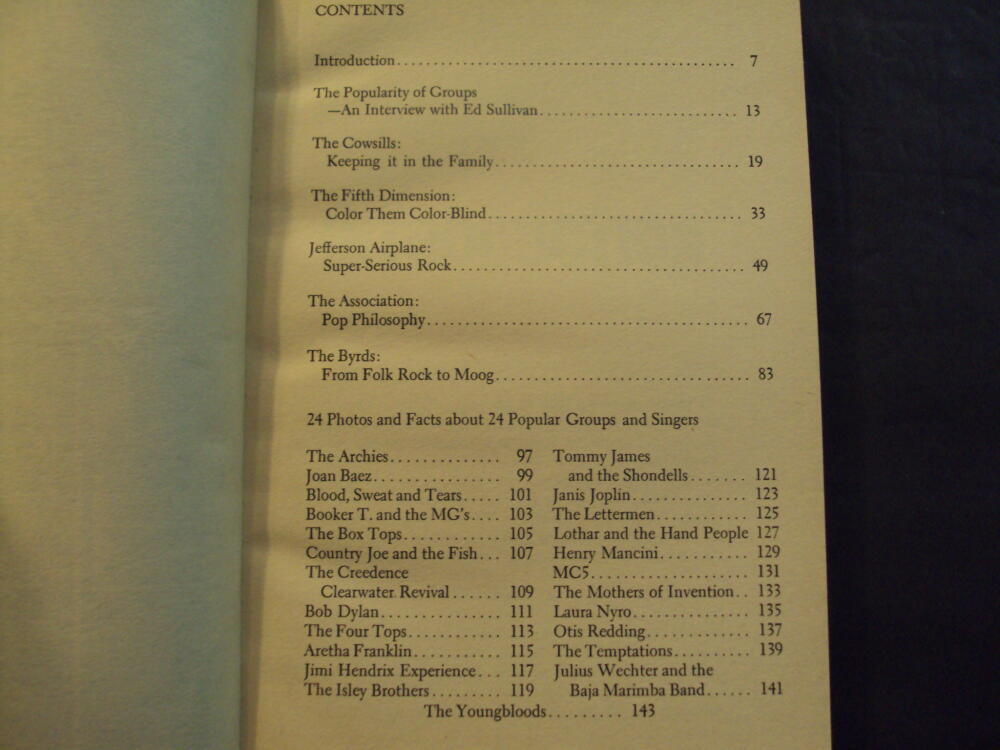 CONTENTS
Introduction............................................. 7
The Popularity of Groups
—An Interview with Ed Sullivan.......................... 13
The Cowsills:
Keeping it in the Family................................ 19
The Fifth Dimension:
Color Them Color-Blind.................................. 33
Jefferson Airplane:
Super-Serious Rock...................................... 49
The Association:
Pop Philosophy.......................................... 67
The Byrds:
From Folk Rock to Moog.................................. 83
24 Photos and Facts about 24 Popular Groups and Singers
The Archies.............. 97
Joan Baez................ 99
Blood, Sweat and Tears..... 101
Booker T. and the MG's.... 103
The Box Tops............ 105
Country Joe and the Fish... 107
The Creedence
Clearwater Revival...... 109
Bob Dylan............... 111
The Four Tops............ 113
Aretha Franklin........... 115
Jimi Hendrix Experience... 117
The Isley Brothers......... 119
Tommy James
and the Shondells....... 121
Janis Joplin............... 123
The Lettermen............ 125
Lothar and the Hand People 127
Henry Mancini........... 129
MC5.................... 131
The Mothers of Invention.. 133
Laura Nyro............... 135
Otis Redding............. 137
The Temptations.......... 139
Julius Wechter and the
Baja Marimba Band...... 141
The Youngbloods......... 143